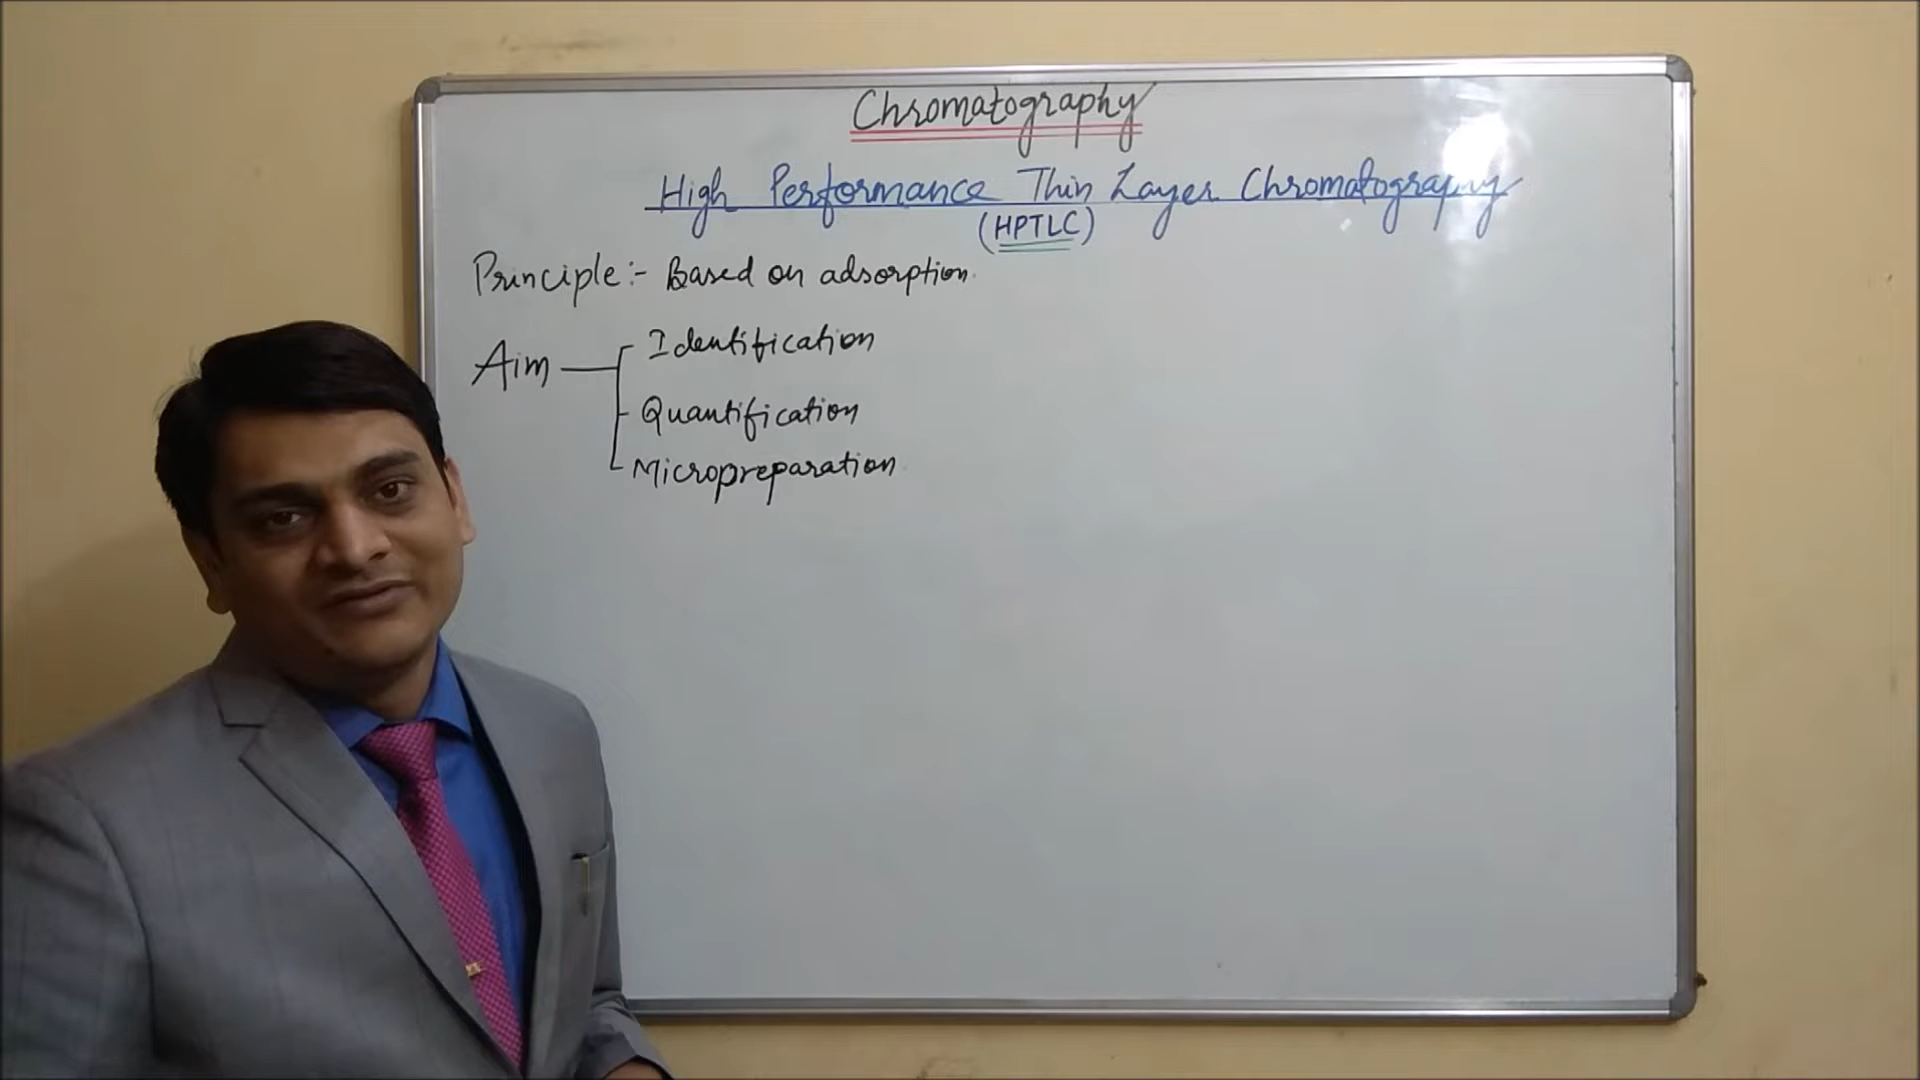 Chromatography
High Performance Thin Layer Chromatography
(HPTLC)
Principle:- Based on adsorption.
Aim
Identification
Quantification
Micropreparation